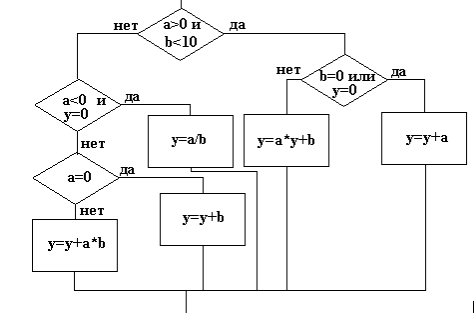 нет
a>0 и
b<10
да
нет
b=0 или
y=0
да
a<0 и
y=0
да
y=a/b
y=a*y+b
y=y+a
нет
a=0
да
y=y+b
нет
y=y+a*b